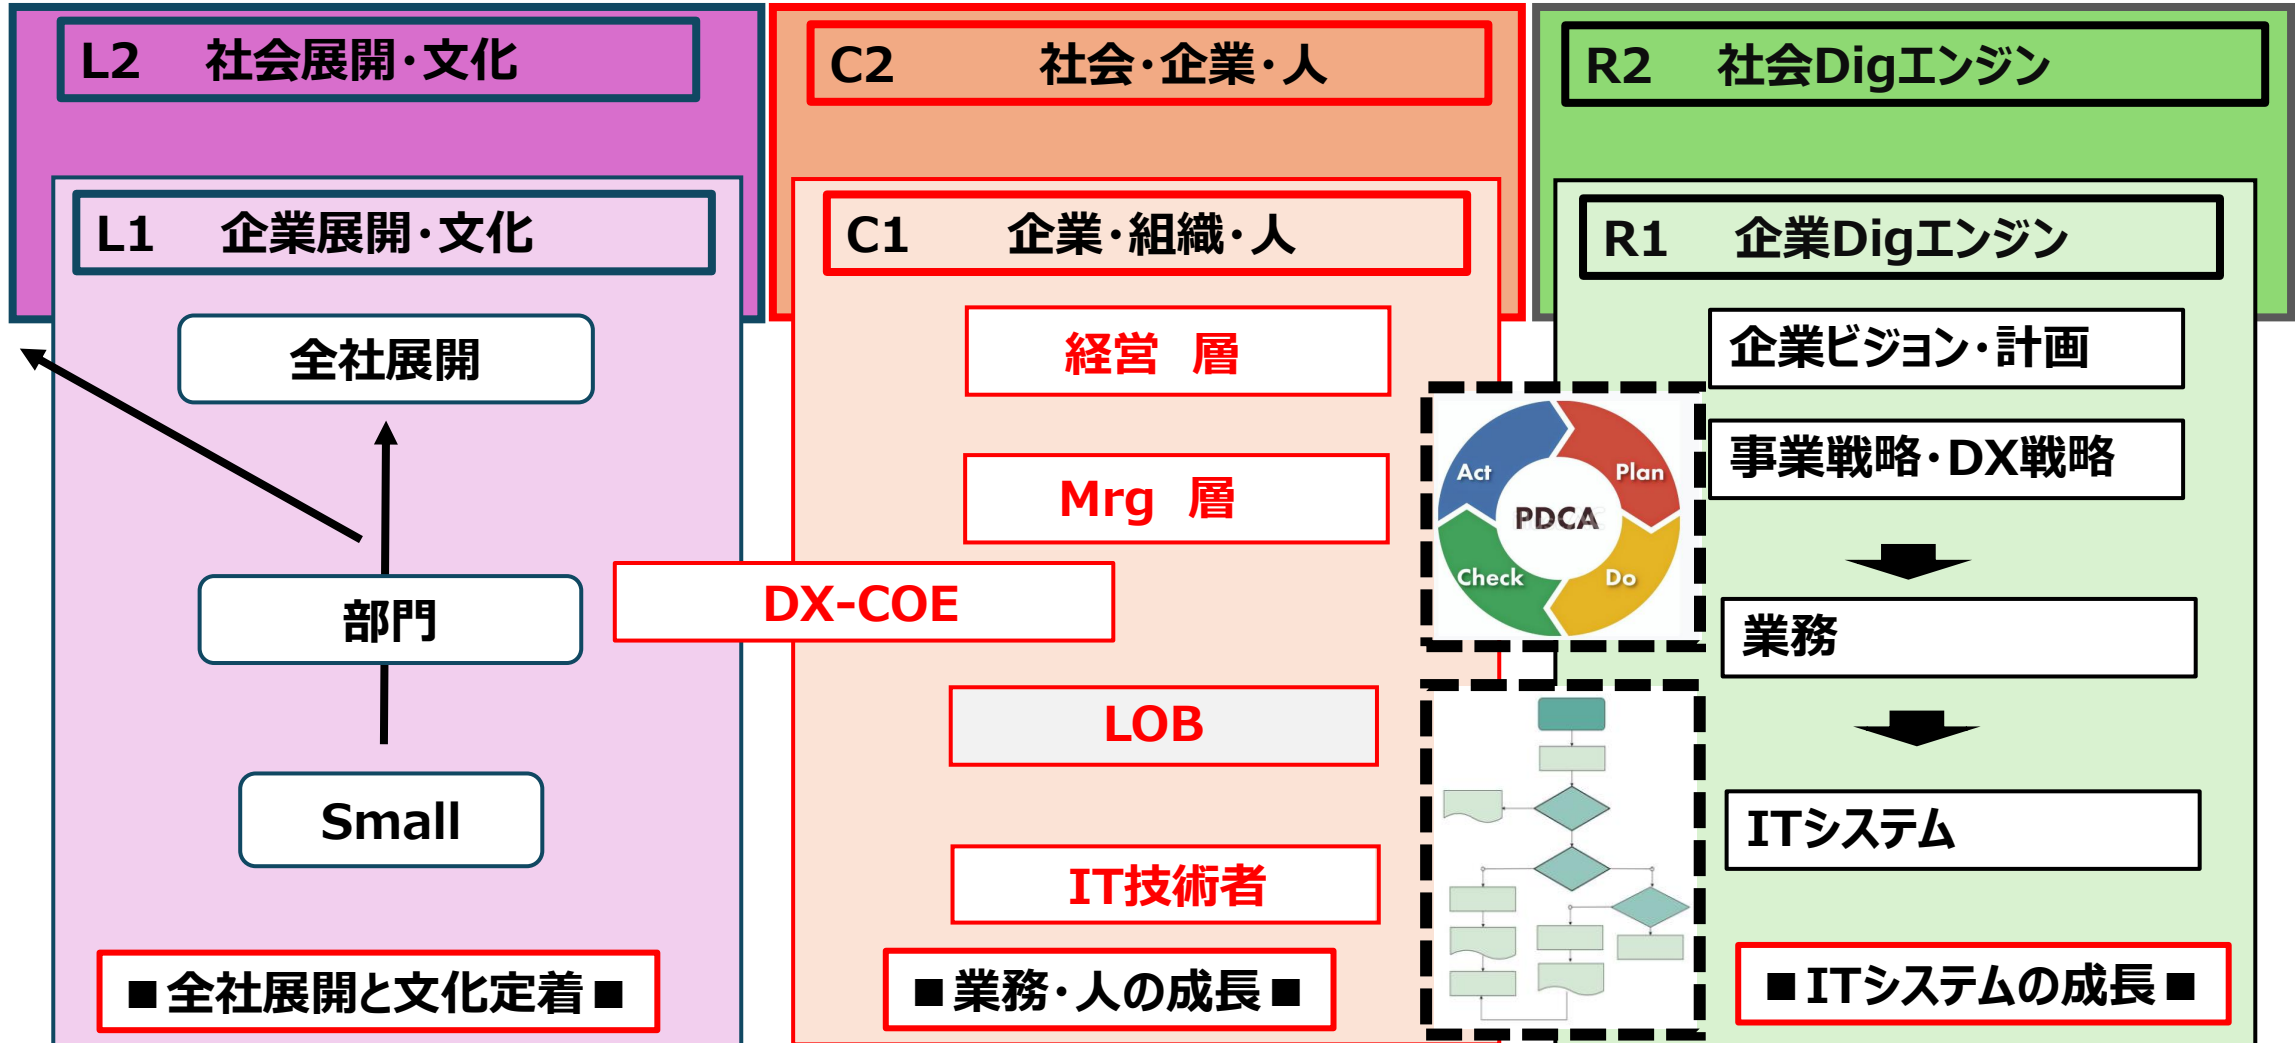 L2 社会展開・文化
L1 企業展開・文化
全社展開
部門
Small
■全社展開と文化定着■
C2 社会・企業・人
C1 企業・組織・人
経営 層
Mrg 層
DX-COE
LOB
IT技術者
■業務・人の成長■
Act
Plan
PDCA
Check
Do
R2 社会Digエンジン
R1 企業Digエンジン
企業ビジョン・計画
事業戦略・DX戦略
業務
ITシステム
■ITシステムの成長■